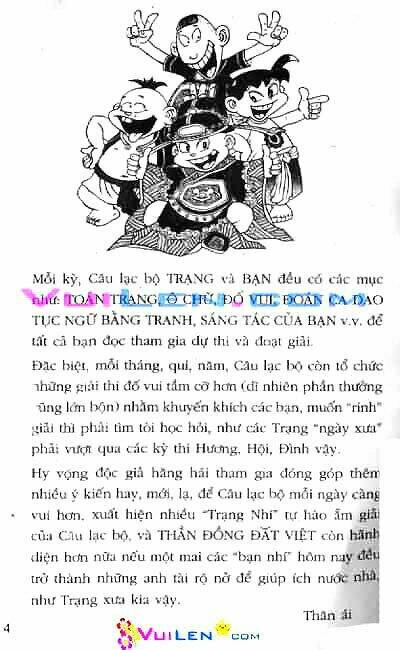 Mỗi kỳ, Câu lạc bộ TRẠNG và BẠN đều có các mục
VuiLen.com
như: TOÁN TRẠNG, Ô CHỮ, ĐỐ VUI, ĐOÁN CA DAO
TỤC NGỮ BẰNG TRANH, SÁNG TÁC CỦA BẠN v.v. để
tất cả bạn đọc tham gia dự thi và đoạt giải.
Đặc biệt, mỗi tháng, quí, năm, Câu lạc bộ còn tổ chức
những giải thi đố vui tầm cỡ hơn (dĩ nhiên phần thưởng
cũng lớn bộn) nhằm khuyến khích các bạn, muốn "rinh"
giải thì phải tìm tòi học hỏi, như các Trạng "ngày xưa"
phải vượt qua các kỳ thi Hương, Hội, Đình vậy.
Hy vọng độc giả hăng hái tham gia đóng góp thêm
nhiều ý kiến hay, mới, lạ, để Câu lạc bộ mỗi ngày càng
vui hơn, xuất hiện nhiều "Trạng Nhí" tự hào ẵm giải
của Câu lạc bộ, và THẦN ĐỒNG ĐẤT VIỆT còn hãnh
diện hơn nữa nếu một mai các "bạn nhí" hôm nay đều
trở thành những anh tài rộ nở để giúp ích nước nhà,
như Trạng xưa kia vậy.
Thân ái
4
VuiLen.com